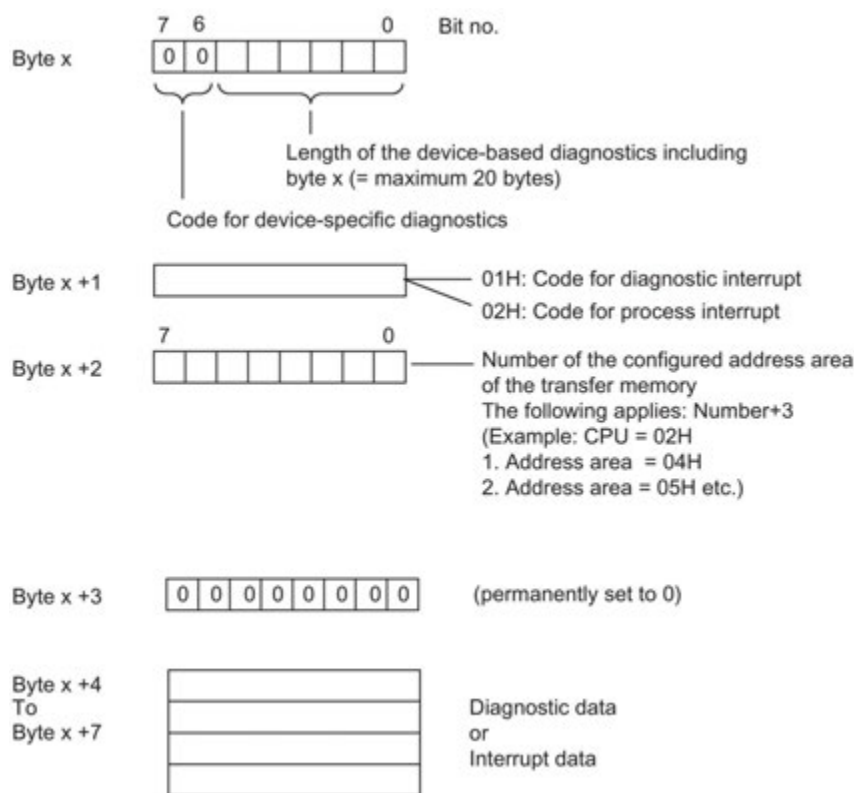 7 6 0 Bit no.
Byte x 0 0
Length of the device-based diagnostics including
byte x (= maximum 20 bytes)
Code for device-specific diagnostics
Byte x +1
01H: Code for diagnostic interrupt
02H: Code for process interrupt
7 0
Byte x +2
Number of the configured address area
of the transfer memory
The following applies: Number+3
(Example: CPU = 02H
1. Address area = 04H
2. Address area = 05H etc.)
Byte x +3 0 0 0 0 0 0 0 0 (permanently set to 0)
Byte x +4
To
Byte x +7
Diagnostic data
or
Interrupt data